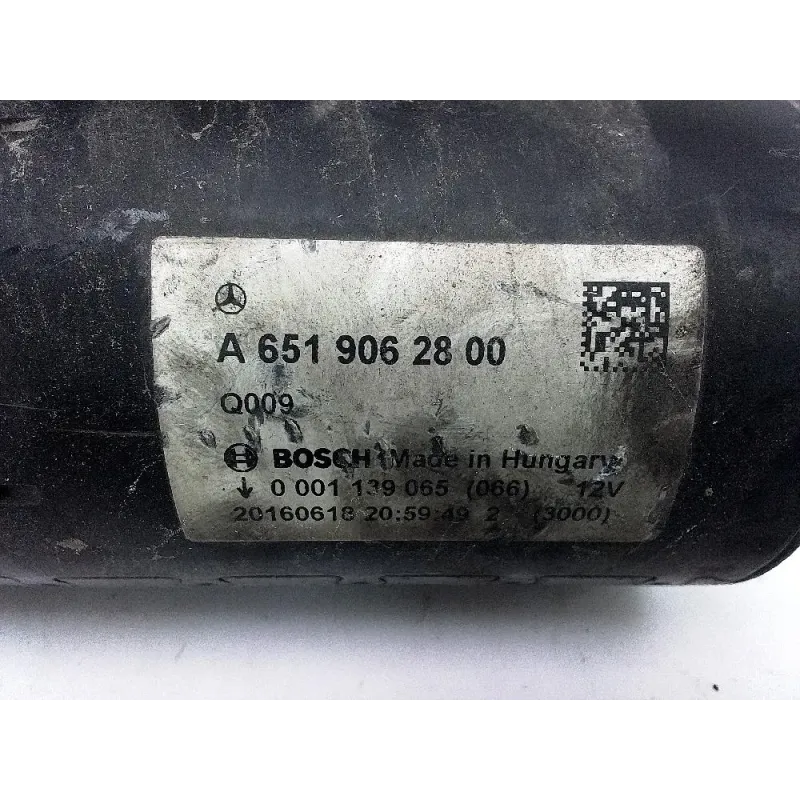 A 651 906 28 00
Q009
BOSCH Made in Hungary
0 001 139 065 (066) 12V
20160618 20:59:49 2 (3000)